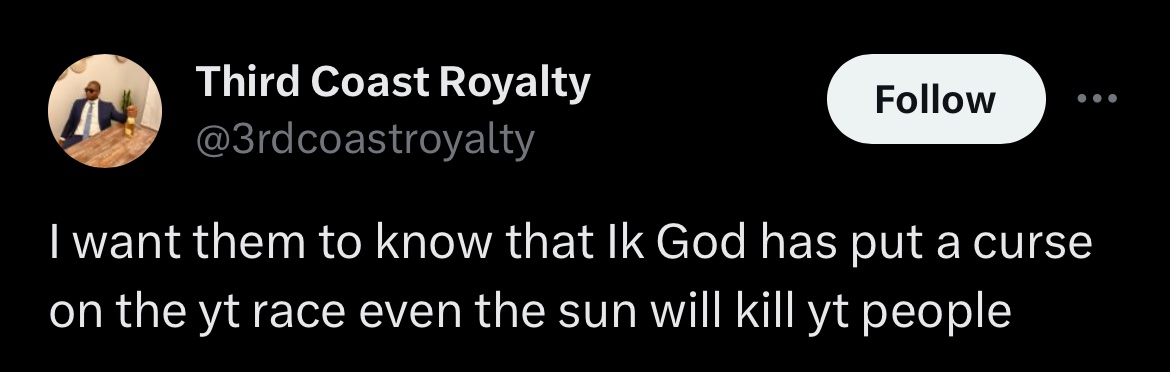 Third Coast Royalty
@3rdcoastroyalty
Follow
I want them to know that Ik God has put a curse
on the yt race even the sun will kill yt people